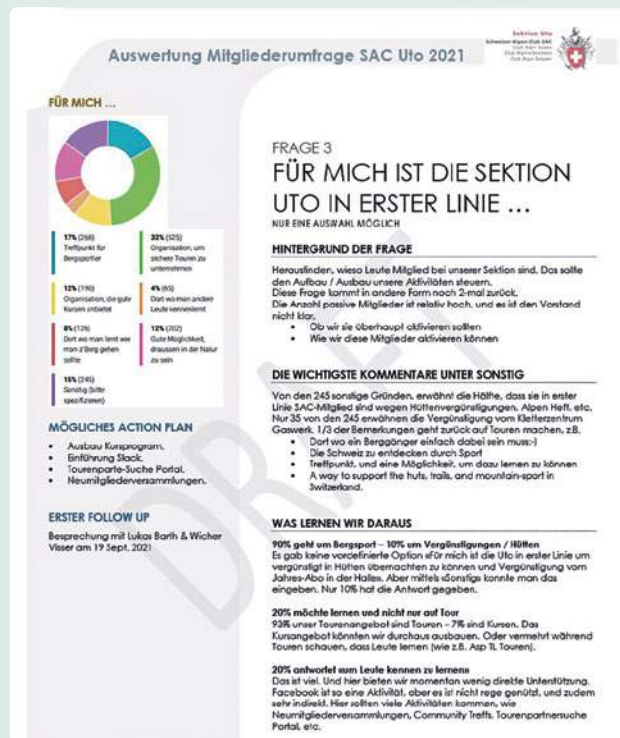 Auswertung Mitgliederumfrage SAC Uto 2021
Sektion Uto
Schweizer Alpen-Club SAC
Club Alpin Suisse
Club Alpino Svizzero
Club Alpin Svizzer
FÜR MICH ...
17% (268)
Treffpunkt für
Bergsportler
33% (525)
Organisation, um
sichere Touren zu
unternehmen
12% (190)
Organisation, die gute
Kursen anbietet
4% (65)
Dort wo man andere
Leute kennenlernt
8% (126)
Dort wo man lernt wie
man z'Berg gehen
sollte
12% (202)
Gute Möglichkeit,
draussen in der Natur
zu sein
15% (245)
Sonstig (bitte
spezifizieren)
MÖGLICHES ACTION PLAN
• Ausbau Kursprogram.
• Einführung Slack.
• Tourenparte-Suche Portal.
• Neumitgliederversammlungen.
ERSTER FOLLOW UP
Besprechung mit Lukas Barth & Wicher
Visser am 19 Sept. 2021
FRAGE 3
FÜR MICH IST DIE SEKTION
UTO IN ERSTER LINIE ...
NUR EINE AUSWAHL MÖGLICH
HINTERGRUND DER FRAGE
Herausfinden, wieso Leute Mitglied bei unserer Sektion sind. Das sollte
den Aufbau / Ausbau unsere Aktivitäten steuern.
Diese Frage kommt in andere Form noch 2-mal zurück.
Die Anzahl passive Mitglieder ist relativ hoch, und es ist den Vorstand
nicht klar.
• Ob wir sie überhaupt aktivieren sollten
• Wie wir diese Mitglieder aktivieren können
DIE WICHTIGSTE KOMMENTARE UNTER SONSTIG
Von den 245 sonstige Gründen, erwähnt die Hälfte, dass sie in erster
Linie SAC-Mitglied sind wegen Hüttenvergünstigungen, Alpen Heft, etc.
Nur 35 von den 245 erwähnen die Vergünstigung vom Kletterzentrum
Gaswerk. 1/3 der Bemerkungen geht zurück auf Touren machen, z.B.
• Dort wo ein Berggänger einfach dabei sein muss:-)
• Die Schweiz zu entdecken durch Sport
• Treffpunkt, und eine Möglichkeit, um dazu lernen zu können
• A way to support the huts, trails, and mountain-sport in
Switzerland.
WAS LERNEN WIR DARAUS
90% geht um Bergsport – 10% um Vergünstigungen / Hütten
Es gab keine vordefinierte Option «Für mich ist die Uto in erster Linie um
vergünstigt in Hütten übernachten zu können und Vergünstigung vom
Jahres-Abo in der Halle». Aber mittels «Sonstig» konnte man das
eingeben. Nur 10% hat die Antwort gegeben.
20% möchte lernen und nicht nur auf Tour
93% unser Tourenangebot sind Touren – 7% sind Kursen. Das
Kursangebot könnten wir durchaus ausbauen. Oder vermehrt während
Touren schauen, dass Leute lernen (wie z.B. Asp TL Touren).
20% antwortet «um Leute kennen zu lernen»
Das ist viel. Und hier bieten wir momentan wenig direkte Unterstützung.
Facebook ist so eine Aktivität, aber es ist nicht rege genützt, und zudem
sehr indirekt. Hier sollten viele Aktivitäten kommen, wie
Neumitgliederversammlungen, Community Treffs, Tourenpartnersuche
Portal, etc.
DRAFT